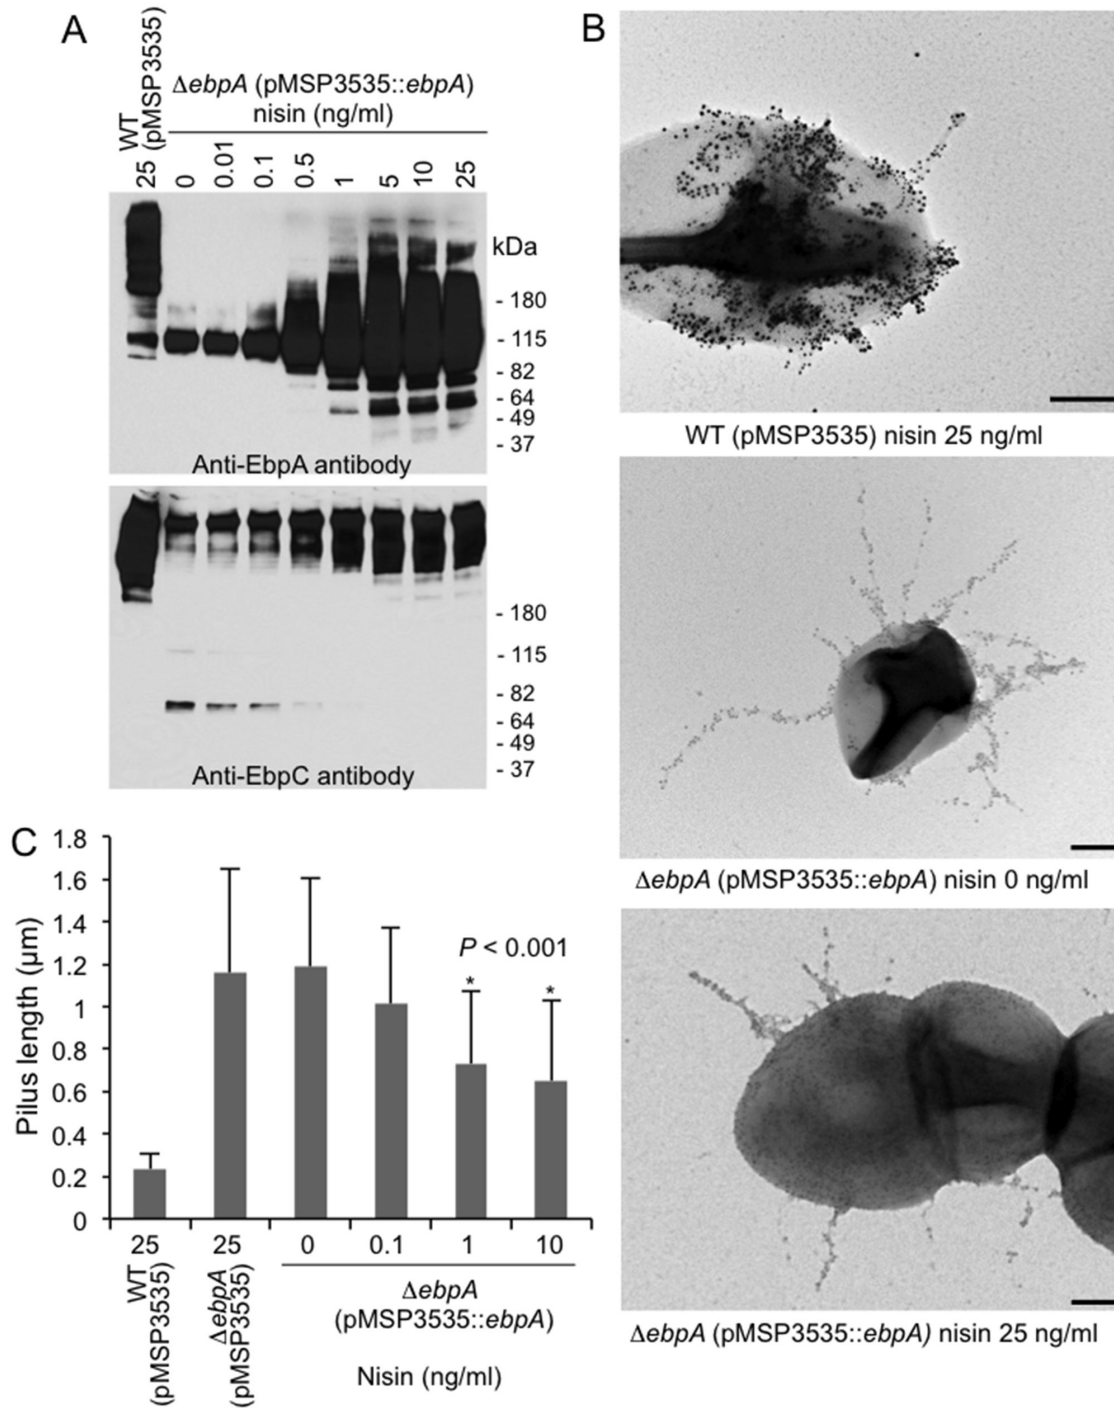 A
WT
(pMSP3535)
ΔebpA (pMSP3535::ebpA)
nisin (ng/ml)
25 0 0.01 0.1 0.5 1 5 10 25
kDa
- 180
- 115
- 82
- 64
- 49
- 37
Anti-EbpA antibody
- 180
- 115
- 82
- 64
- 49
- 37
Anti-EbpC antibody
B
WT (pMSP3535) nisin 25 ng/ml
ΔebpA (pMSP3535::ebpA) nisin 0 ng/ml
ΔebpA (pMSP3535::ebpA) nisin 25 ng/ml
C
Pilus length (µm)
1.8
1.6
1.4
1.2
1
0.8
0.6
0.4
0.2
0
P < 0.001
* *
25 25 0 0.1 1 10
WT
(pMSP3535)
ΔebpA
(pMSP3535)
ΔebpA
(pMSP3535::ebpA)
Nisin (ng/ml)